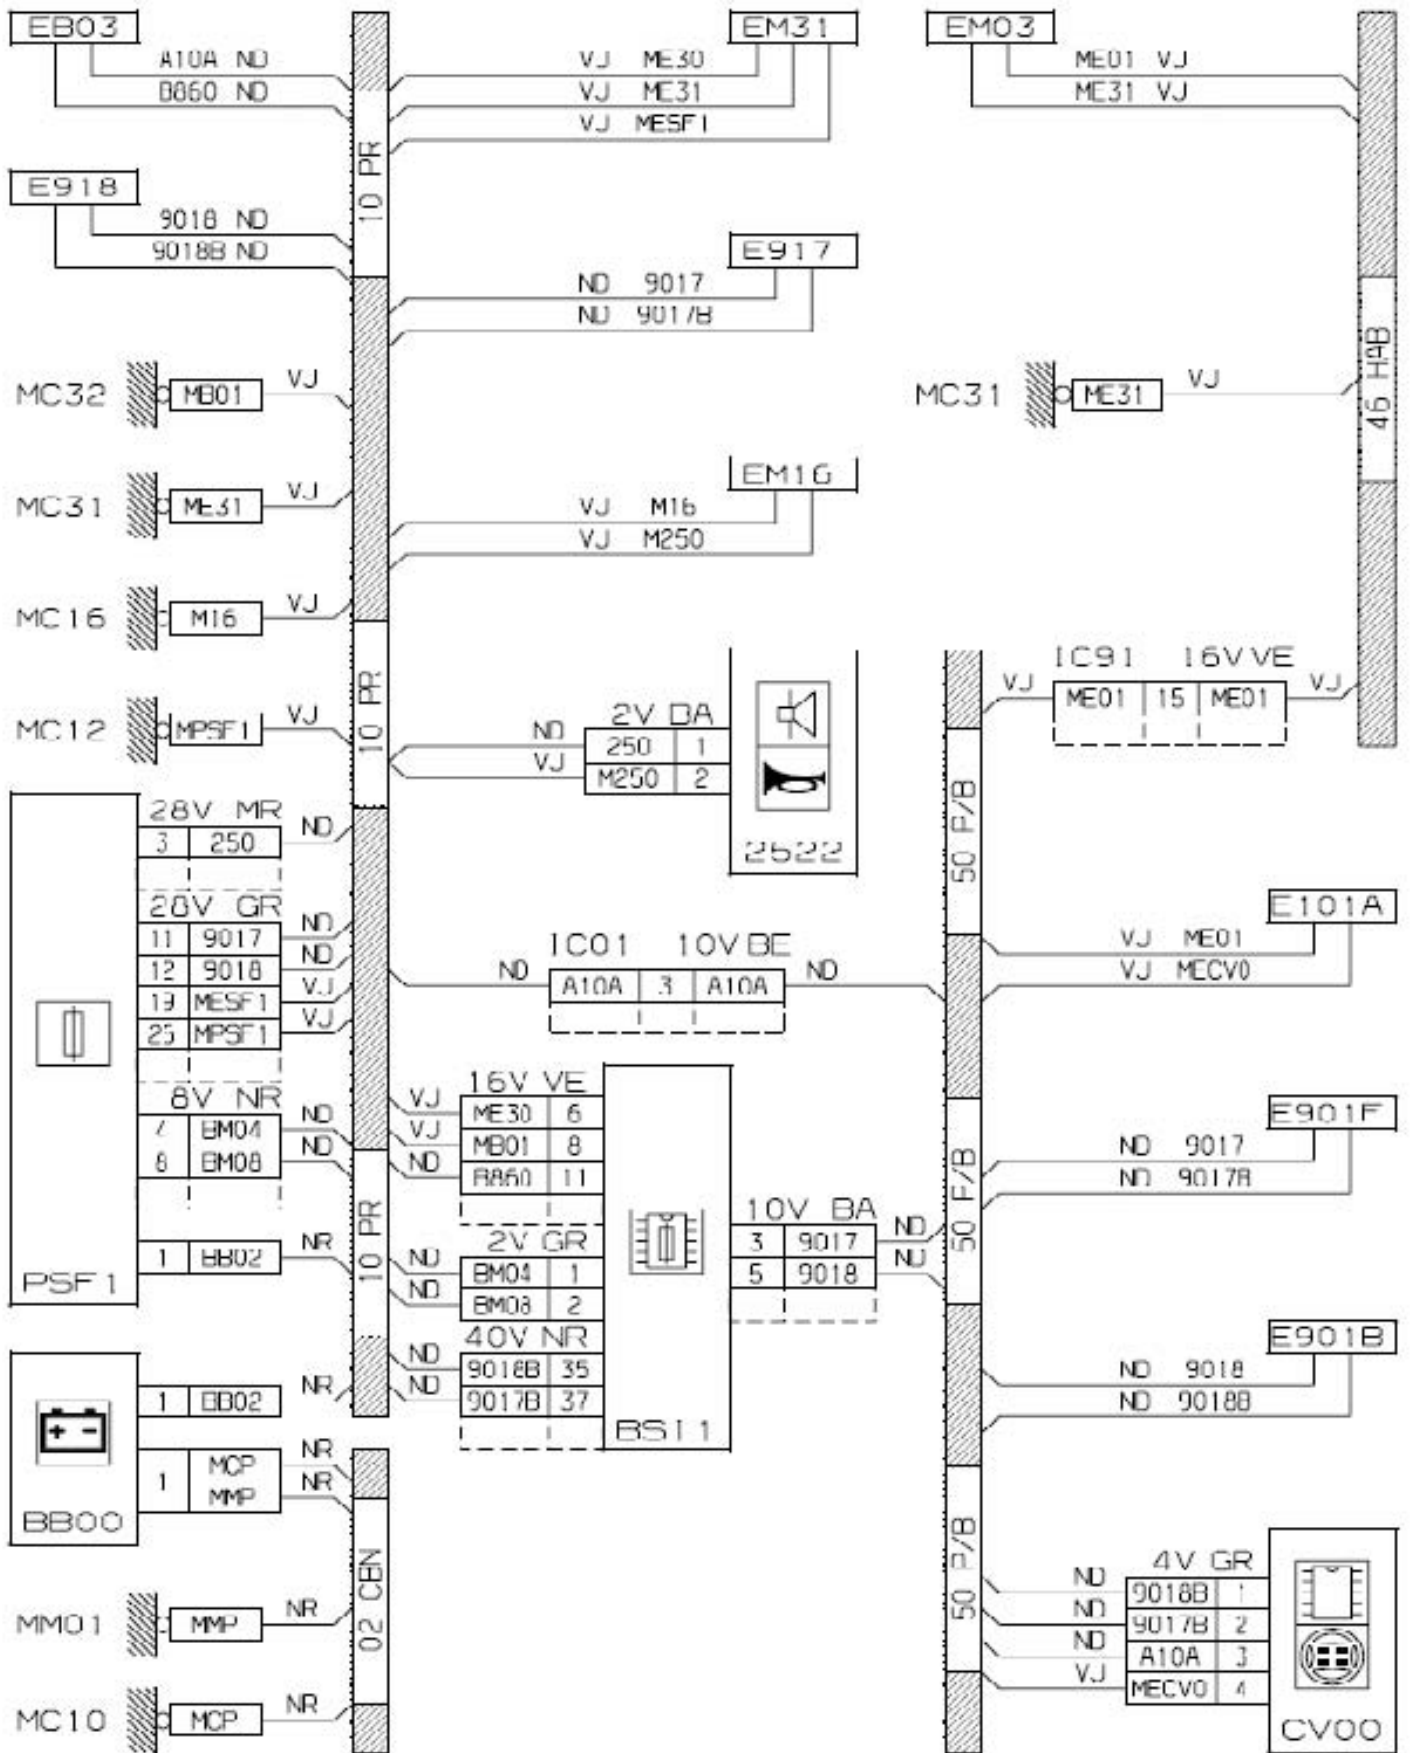 EB03
A10A ND
B860 ND
EM31
VJ ME30
VJ ME31
VJ MESF1
EM03
ME01 VJ
ME31 VJ
10 PR
E918
9018 ND
9018B ND
E917
ND 9017
ND 9017B
46 HAB
MC32 MB01 VJ
MC31 ME31 VJ
MC31 ME31 VJ
EM16
VJ M16
VJ M250
MC16 M16 VJ
10 PR
MC12 MPSF1 VJ
2V BA
ND 250 1
VJ M250 2
2522
1C91 16V VE
VJ ME01 15 ME01 VJ
50 P/B
28V MR
3 250 ND
28V GR
11 9017 ND
12 9018 ND
19 MESF1 VJ
25 MPSF1 VJ
8V NR
4 BM04 ND
8 BM08 ND
1 BB02 NR
PSF1
1C01 10V BE
ND A10A 3 A10A ND
E101A
VJ ME01
VJ MECV0
16V VE
VJ ME30 6
VJ MB01 8
ND B860 11
2V GR
ND BM04 1
ND BM08 2
40V NR
ND 9018B 35
ND 9017B 37
BSI1
10V BA
3 9017 ND
5 9018 ND
10 PR
50 P/B
E901F
ND 9017
ND 9017B
E901B
ND 9018
ND 9018B
+ -
1 BB02 NR
1 MCP NR
MMP NR
BB00
02 CBN
MM01 MMP NR
MC10 MCP NR
50 P/B
4V GR
ND 9018B 1
ND 9017B 2
ND A10A 3
VJ MECV0 4
CV00